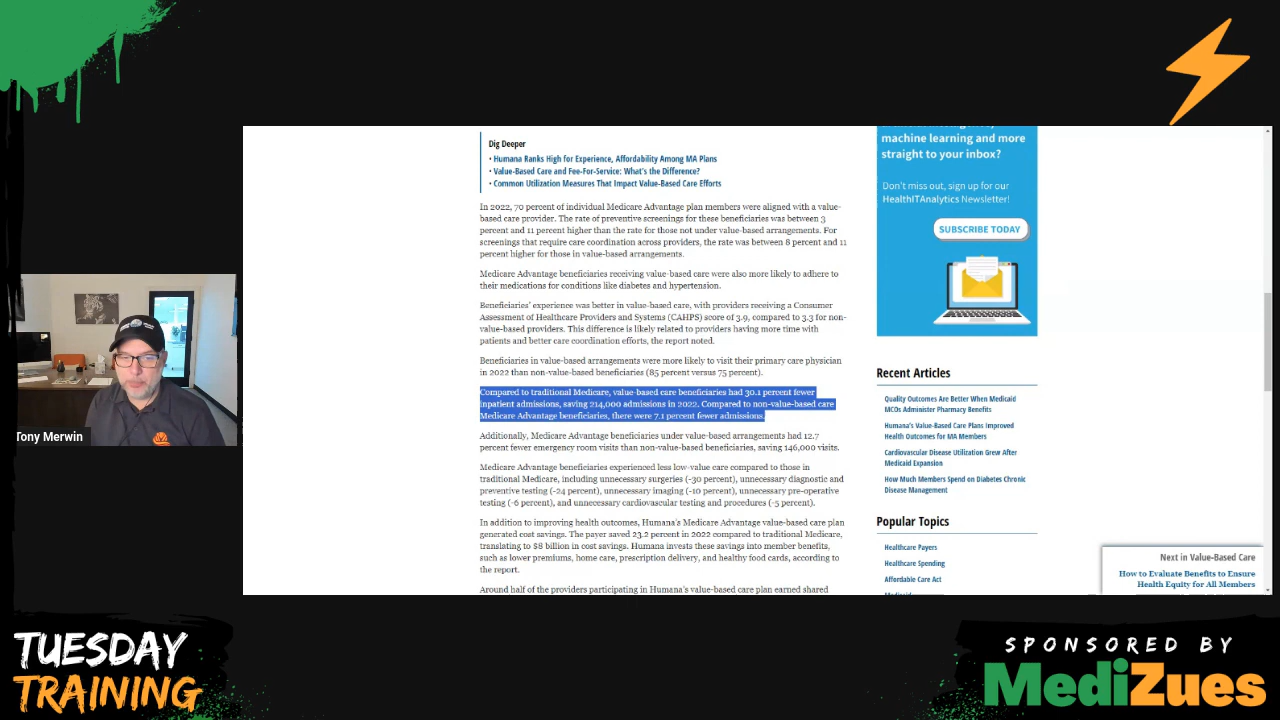 machine learning and more
straight to your inbox?
Don't miss out, sign up for our
HealthITAnalytics Newsletter!
SUBSCRIBE TODAY
Dig Deeper
• Humana Ranks High for Experience, Affordability Among MA Plans
• Value-Based Care and Fee-For-Service: What's the Difference?
• Common Utilization Measures That Impact Value-Based Care Efforts
In 2022, 70 percent of individual Medicare Advantage plan members were aligned with a value-
based care provider. The rate of preventive screenings for these beneficiaries was between 3
percent and 11 percent higher than the rate for those not under value-based arrangements. For
screenings that require care coordination across providers, the rate was between 8 percent and 11
percent higher for those in value-based arrangements.
Medicare Advantage beneficiaries receiving value-based care were also more likely to adhere to
their medications for conditions like diabetes and hypertension.
Beneficiaries' experience was better in value-based care, with providers receiving a Consumer
Assessment of Healthcare Providers and Systems (CAHPS) score of 3.9, compared to 3.3 for non-
value-based providers. This difference is likely related to providers having more time with
patients and better care coordination efforts, the report noted.
Beneficiaries in value-based arrangements were more likely to visit their primary care physician
in 2022 than non-value-based beneficiaries (85 percent versus 75 percent).
Compared to traditional Medicare, value-based care beneficiaries had 30.1 percent fewer
inpatient admissions, saving 214,000 admissions in 2022. Compared to non-value-based care
Medicare Advantage beneficiaries, there were 7.1 percent fewer admissions.
Additionally, Medicare Advantage beneficiaries under value-based arrangements had 12.7
percent fewer emergency room visits than non-value-based beneficiaries, saving 146,000 visits.
Medicare Advantage beneficiaries experienced less low-value care compared to those in
traditional Medicare, including unnecessary surgeries (-30 percent), unnecessary diagnostic and
preventive testing (-24 percent), unnecessary imaging (-10 percent), unnecessary pre-operative
testing (-6 percent), and unnecessary cardiovascular testing and procedures (-5 percent).
In addition to improving health outcomes, Humana's Medicare Advantage value-based care plan
generated cost savings. The payer saved 23.2 percent in 2022 compared to traditional Medicare,
translating to $8 billion in cost savings. Humana invests these savings into member benefits,
such as lower premiums, home care, prescription delivery, and healthy food cards, according to
the report.
Around half of the providers participating in Humana's value-based care plan earned shared
Recent Articles
Quality Outcomes Are Better When Medicaid
MCOs Administer Pharmacy Benefits
Humana's Value-Based Care Plans Improved
Health Outcomes for MA Members
Cardiovascular Disease Utilization Grew After
Medicaid Expansion
How Much Members Spend on Diabetes Chronic
Disease Management
Popular Topics
Healthcare Payers
Healthcare Spending
Affordable Care Act
Next in Value-Based Care
How to Evaluate Benefits to Ensure
Health Equity for All Members
Tony Merwin
TUESDAY
TRAINING
SPONSORED BY
MediZues